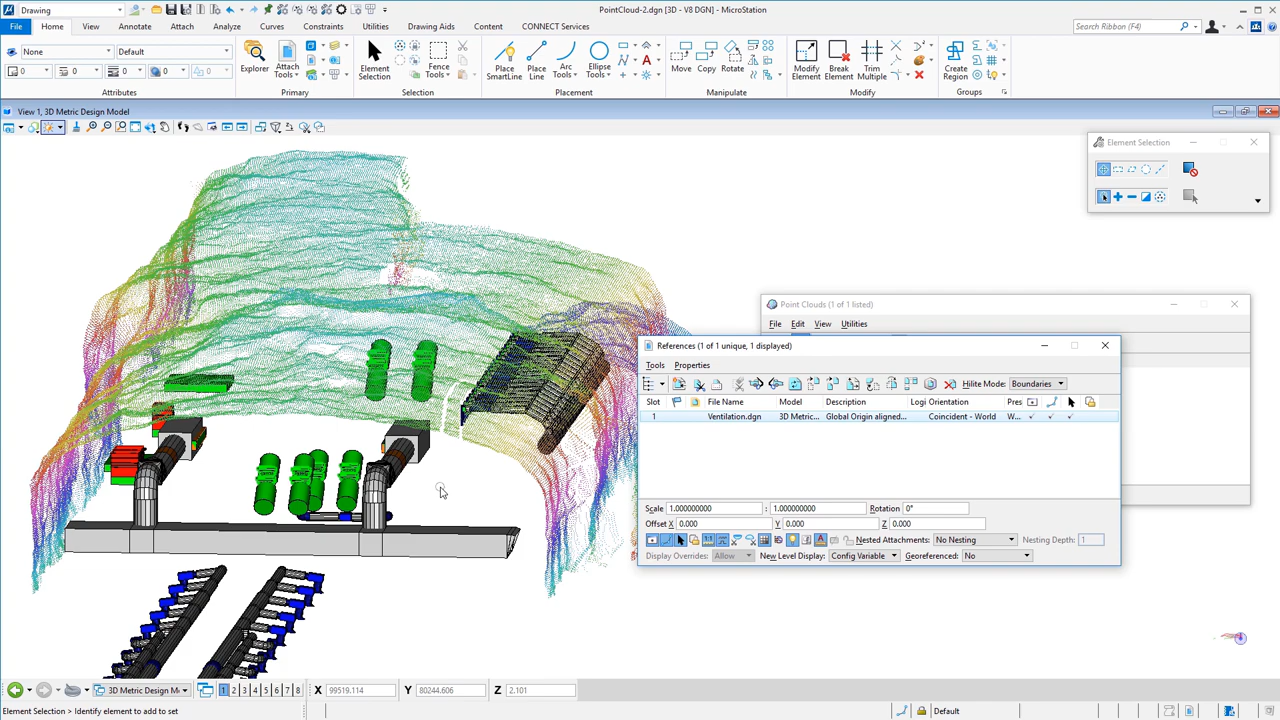 Drawing
PointCloud-2.dgn [3D - V8 DGN] - MicroStation
File Home View Annotate Attach Analyze Curves Constraints Utilities Drawing Aids Content CONNECT Services
Search Ribbon (F4)
None Default
0 0 0 0 0
Explorer Attach Tools Element Selection Fence Tools Place SmartLine Place Line Arc Tools Ellipse Tools Move Copy Rotate Modify Element Break Element Trim Multiple Create Region
Attributes Primary Selection Placement Manipulate Modify Groups
View 1, 3D Metric Design Model
Element Selection
Point Clouds (1 of 1 listed)
File Edit View Utilities
References (1 of 1 unique, 1 displayed)
Tools Properties
Hilite Mode: Boundaries
Slot File Name Model Description Logi Orientation Pres
1 Ventilation.dgn 3D Metric... Global Origin aligned... Coincident - World W...
Scale 1.000000000 : 1.000000000 Rotation 0°
Offset X 0.000 Y 0.000 Z 0.000
Nested Attachments: No Nesting Nesting Depth: 1
Display Overrides: Allow New Level Display: Config Variable Georeferenced: No
3D Metric Design M 1 2 3 4 5 6 7 8 X 99519.114 Y 80244.606 Z 2.101
Element Selection > Identify element to add to set
Default